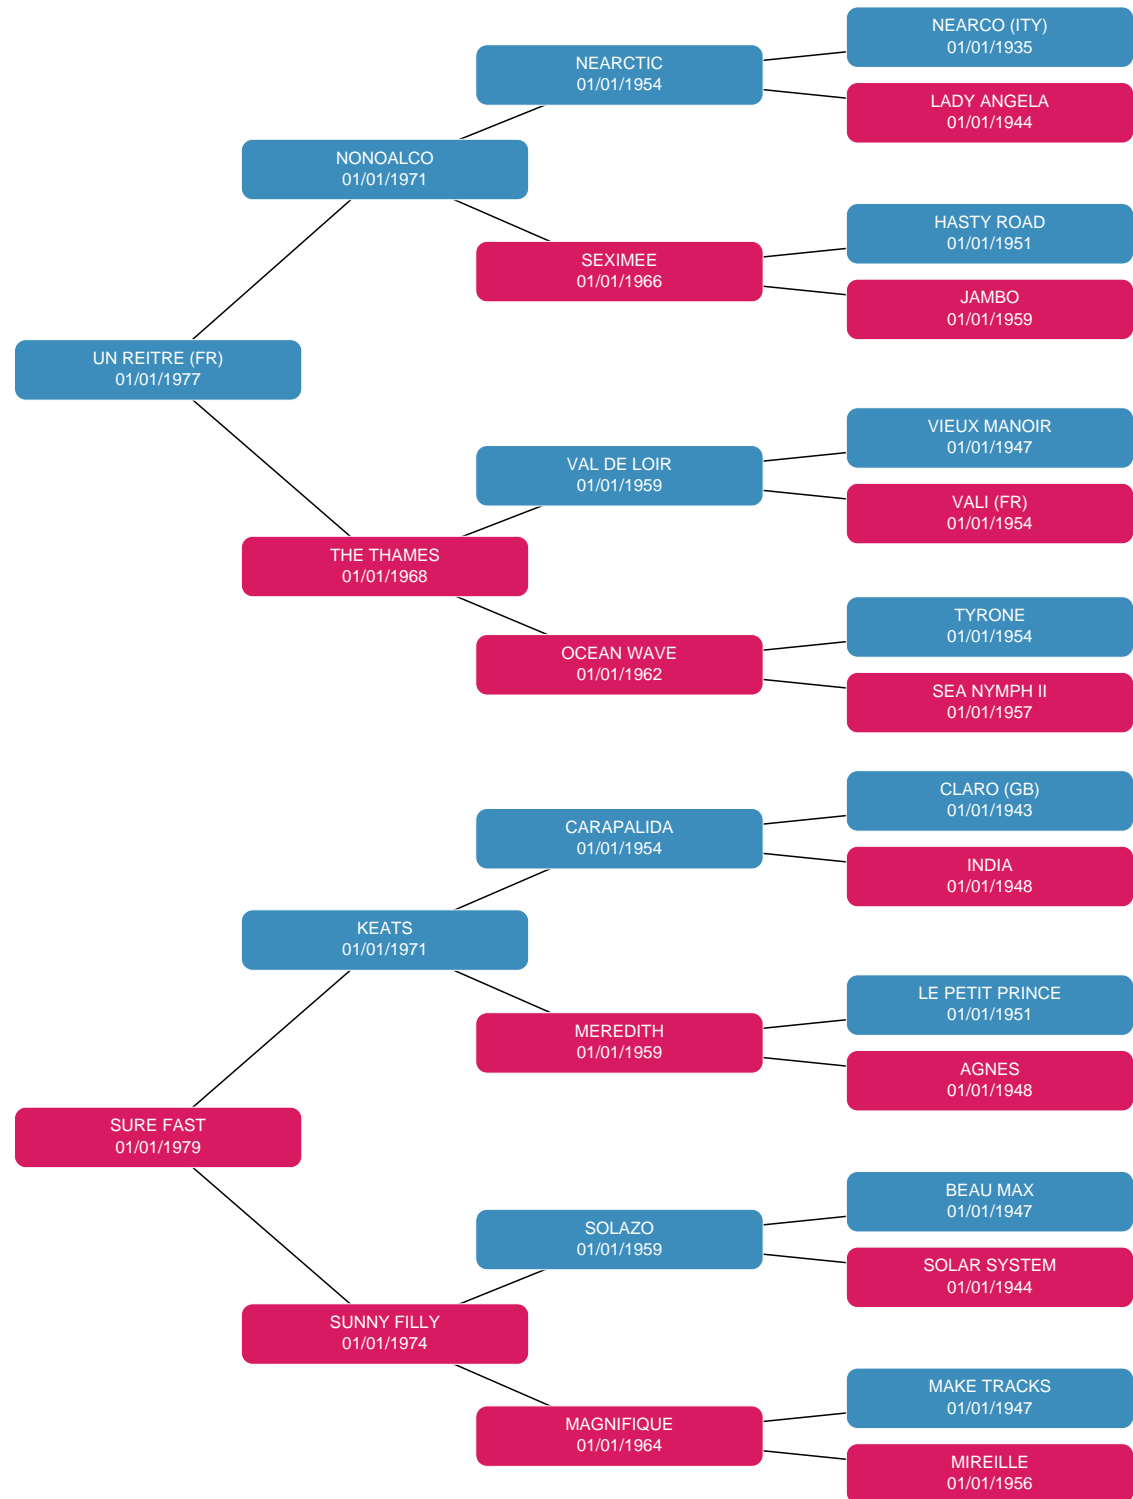 NEARCO (ITY)
01/01/1935
NEARCTIC
01/01/1954
LADY ANGELA
01/01/1944
NONOALCO
01/01/1971
HASTY ROAD
01/01/1951
SEXIMEE
01/01/1966
JAMBO
01/01/1959
UN REITRE (FR)
01/01/1977
VIEUX MANOIR
01/01/1947
VAL DE LOIR
01/01/1959
VALI (FR)
01/01/1954
THE THAMES
01/01/1968
TYRONE
01/01/1954
OCEAN WAVE
01/01/1962
SEA NYMPH II
01/01/1957
CLARO (GB)
01/01/1943
CARAPALIDA
01/01/1954
INDIA
01/01/1948
KEATS
01/01/1971
LE PETIT PRINCE
01/01/1951
MEREDITH
01/01/1959
AGNES
01/01/1948
SURE FAST
01/01/1979
BEAU MAX
01/01/1947
SOLAZO
01/01/1959
SOLAR SYSTEM
01/01/1944
SUNNY FILLY
01/01/1974
MAKE TRACKS
01/01/1947
MAGNIFIQUE
01/01/1964
MIREILLE
01/01/1956